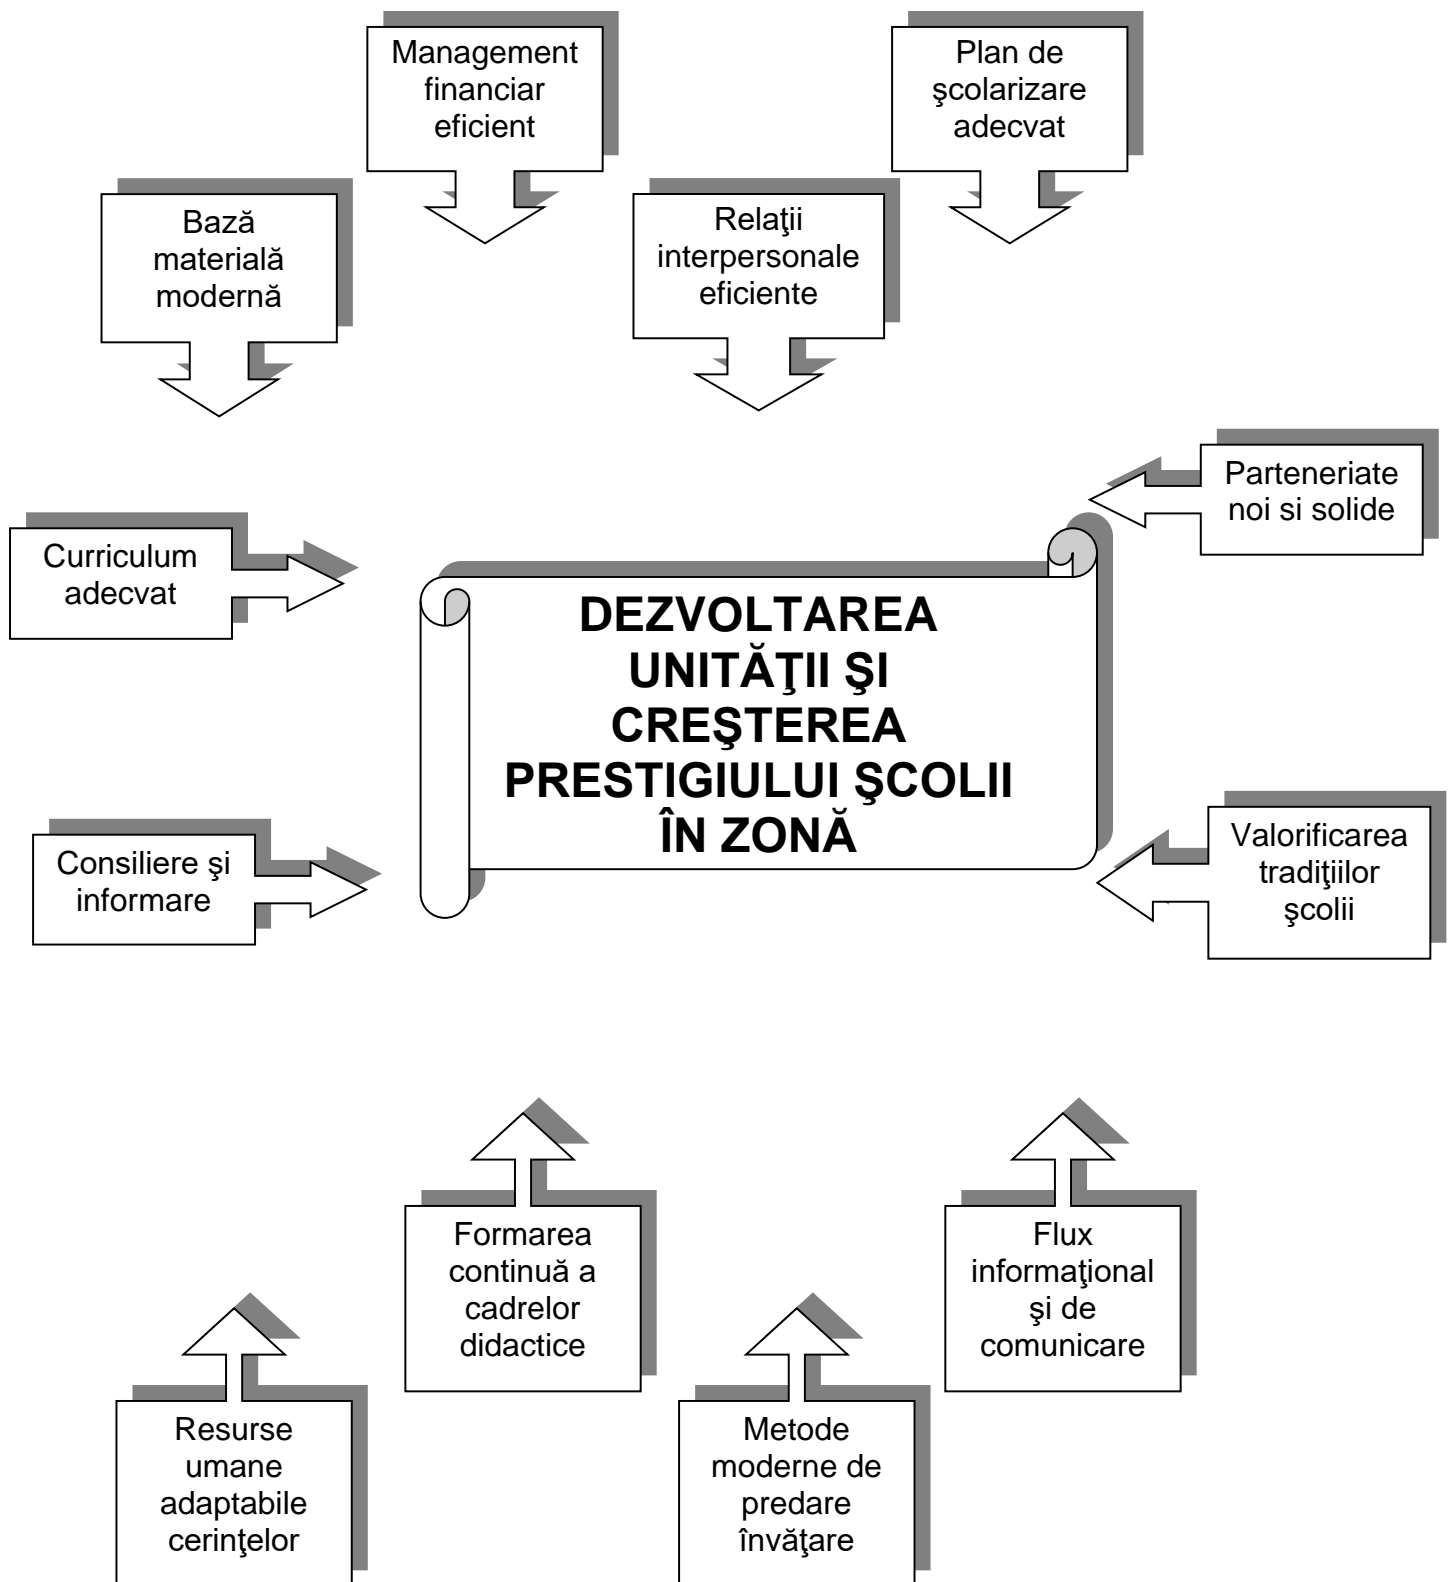 Management
financiar
eficient
Plan de
şcolarizare
adecvat
Bază
materială
modernă
Relaţii
interpersonale
eficiente
Parteneriate
noi si solide
Curriculum
adecvat
DEZVOLTAREA
UNITĂŢII ŞI
CREŞTEREA
PRESTIGIULUI ŞCOLII
ÎN ZONĂ
Consiliere şi
informare
Valorificarea
tradiţiilor
şcolii
Formarea
continuă a
cadrelor
didactice
Flux
informaţional
şi de
comunicare
Resurse
umane
adaptabile
cerinţelor
Metode
moderne de
predare
învăţare